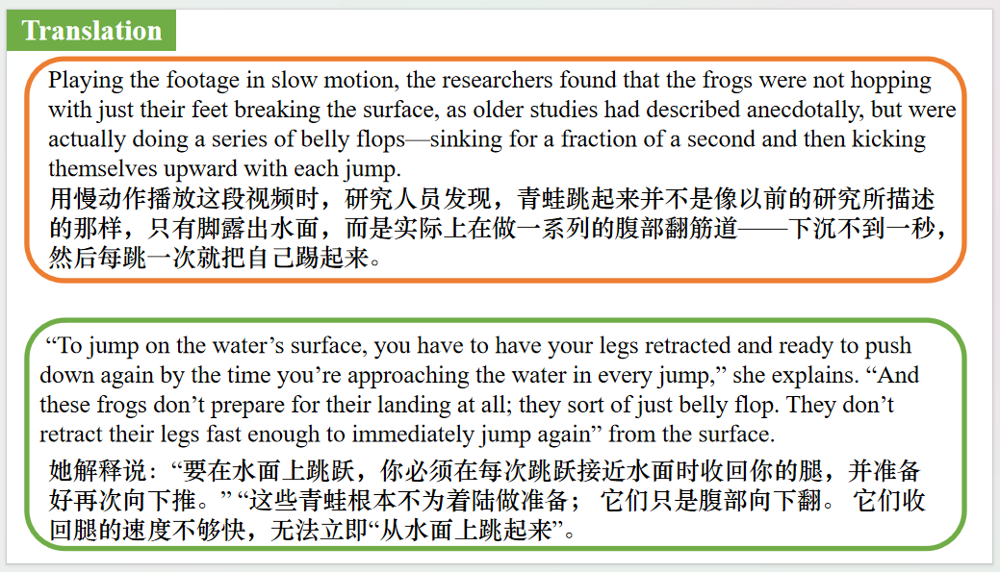 Translation
Playing the footage in slow motion, the researchers found that the frogs were not hopping
with just their feet breaking the surface, as older studies had described anecdotally, but were
actually doing a series of belly flops—sinking for a fraction of a second and then kicking
themselves upward with each jump.
用慢动作播放这段视频时，研究人员发现，青蛙跳起来并不是像以前的研究所描述
的那样，只有脚露出水面，而是实际上在做一系列的腹部翻筋道——下沉不到一秒，
然后每跳一次就把自己踢起来。
“To jump on the water’s surface, you have to have your legs retracted and ready to push
down again by the time you’re approaching the water in every jump,” she explains. “And
these frogs don’t prepare for their landing at all; they sort of just belly flop. They don’t
retract their legs fast enough to immediately jump again” from the surface.
她解释说：“要在水面上跳跃，你必须在每次跳跃接近水面时收回你的腿，并准备
好再次向下推。” “这些青蛙根本不为着陆做准备； 它们只是腹部向下翻。 它们收
回腿的速度不够快，无法立即“从水面上跳起来”。